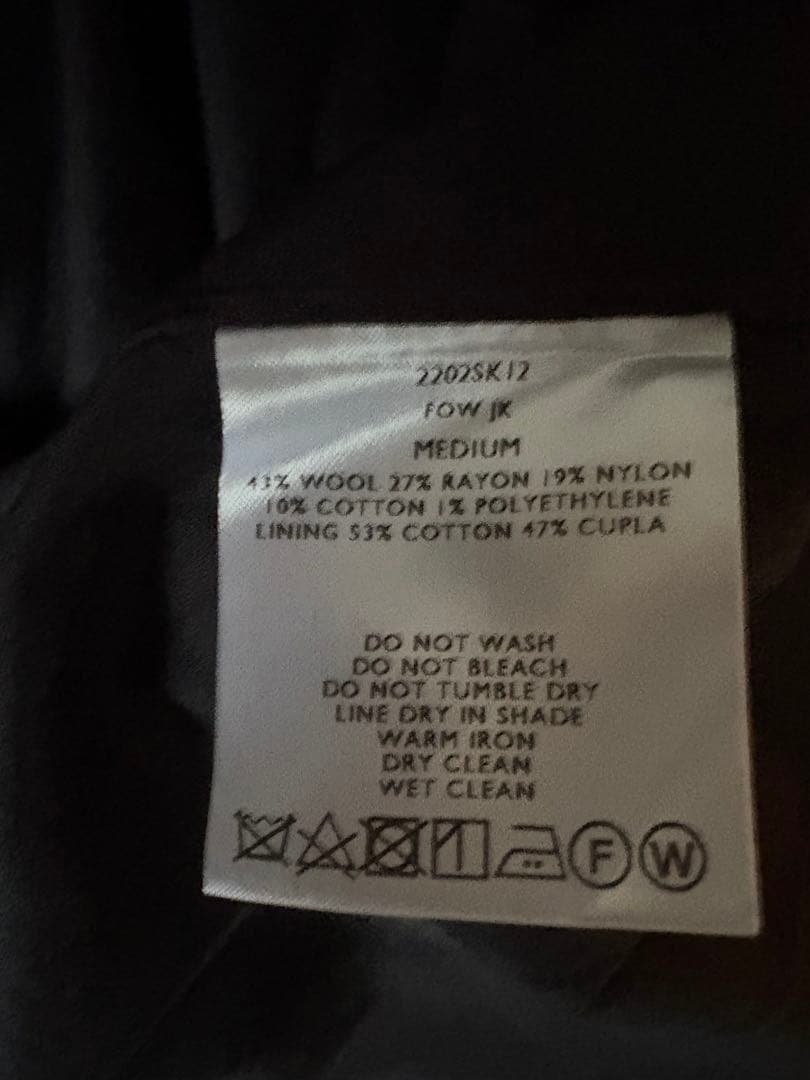 2202SK12
FOW JK
MEDIUM
43% WOOL 27% RAYON 19% NYLON
10% COTTON 1% POLYETHYLENE
LINING 53% COTTON 47% CUPLA
DO NOT WASH
DO NOT BLEACH
DO NOT TUMBLE DRY
LINE DRY IN SHADE
WARM IRON
DRY CLEAN
WET CLEAN
F W